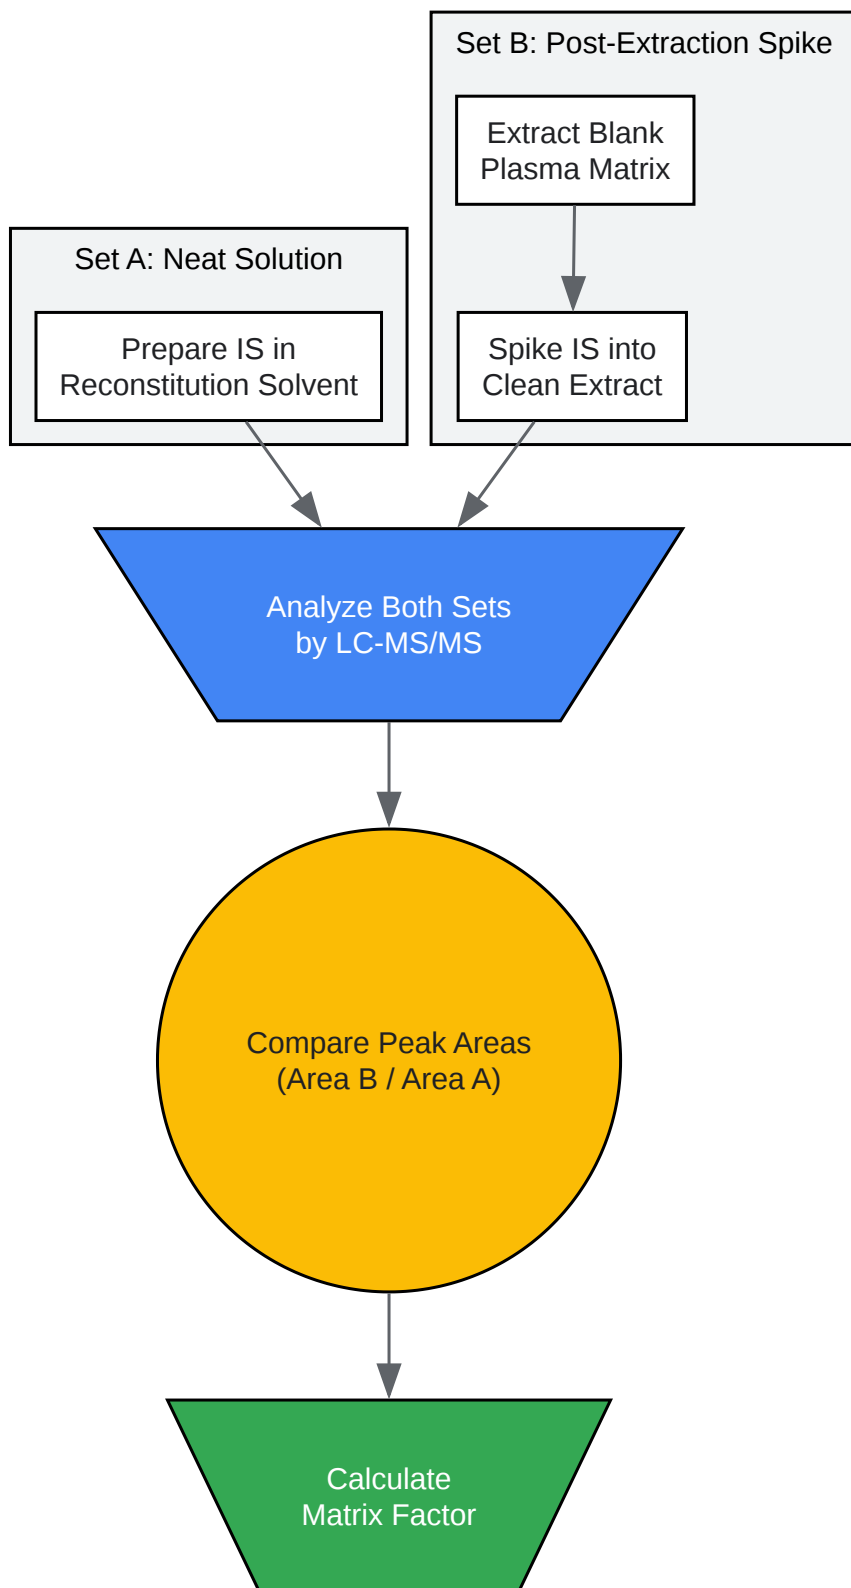 Set B: Post-Extraction Spike
Extract Blank
Plasma Matrix
Set A: Neat Solution
Prepare IS in
Reconstitution Solvent
Spike IS into
Clean Extract
Analyze Both Sets
by LC-MS/MS
Compare Peak Areas
(Area B / Area A)
Calculate
Matrix Factor